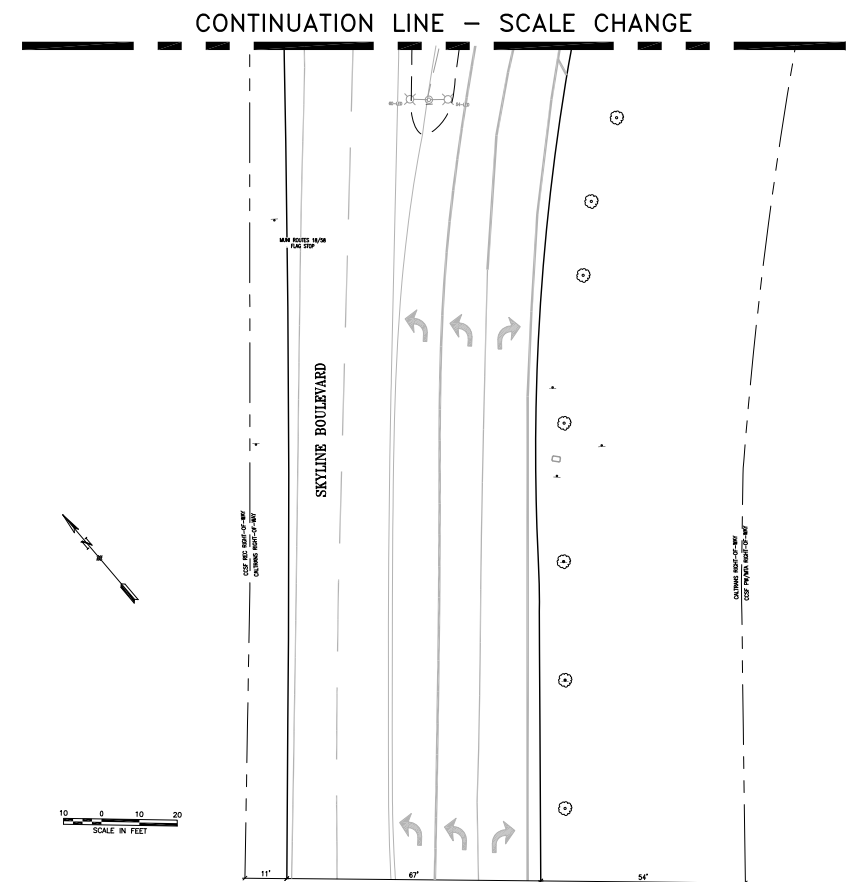 CONTINUATION LINE – SCALE CHANGE
MUNI ROUTES 18/58
FLAG STOP
SKYLINE BOULEVARD
CCSF REC RIGHT-OF-WAY
CALTRANS RIGHT-OF-WAY
CALTRANS RIGHT-OF-WAY
CCSF PW/MTA RIGHT-OF-WAY
N
10 0 10 20
SCALE IN FEET
11' 67' 54'